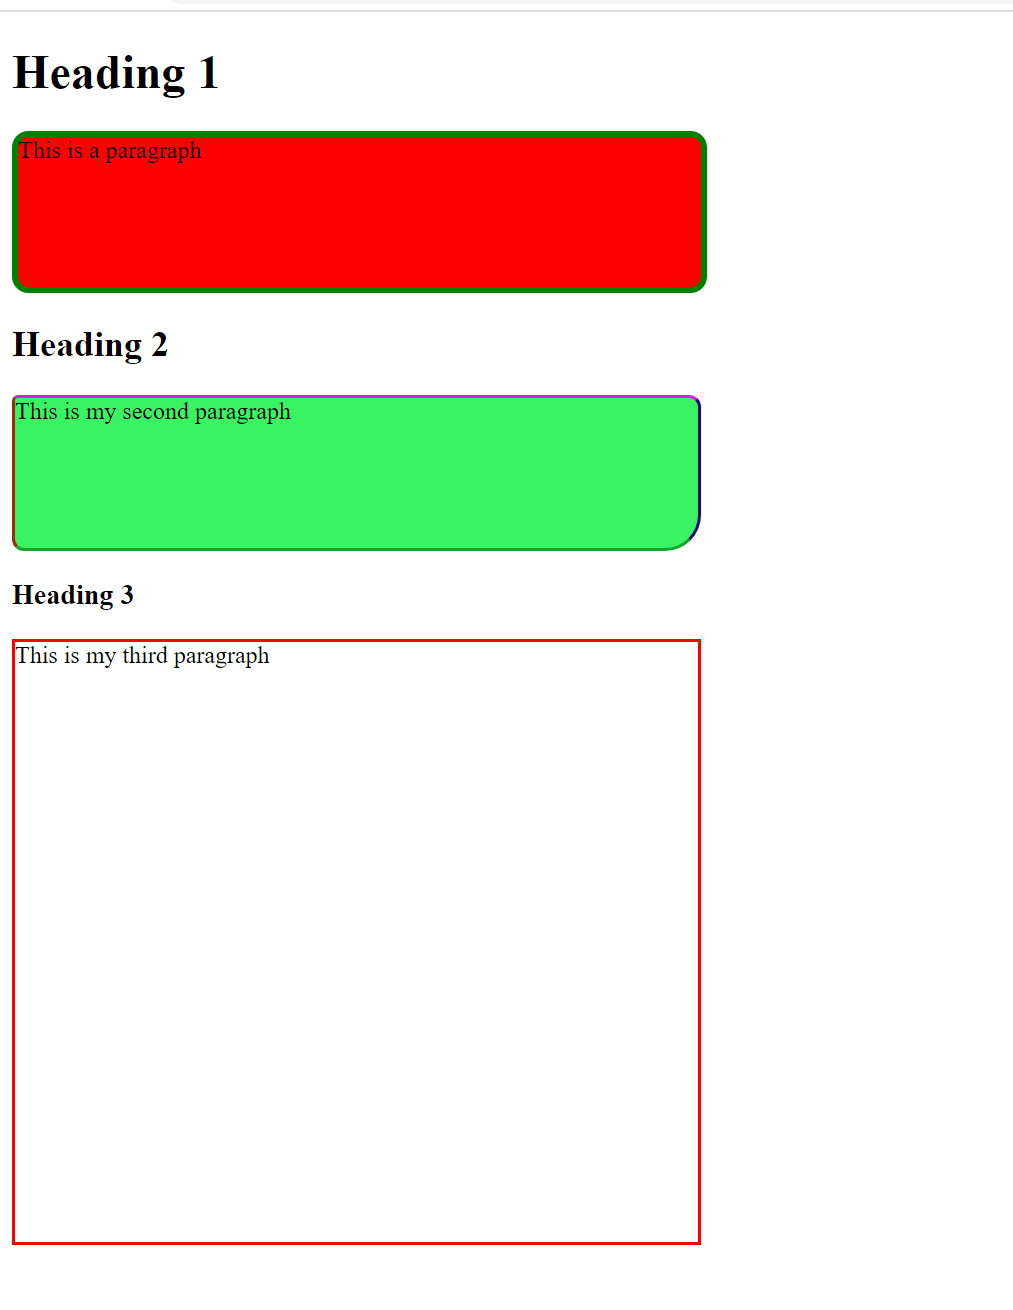 Heading 1
This is a paragraph
Heading 2
This is my second paragraph
Heading 3
This is my third paragraph